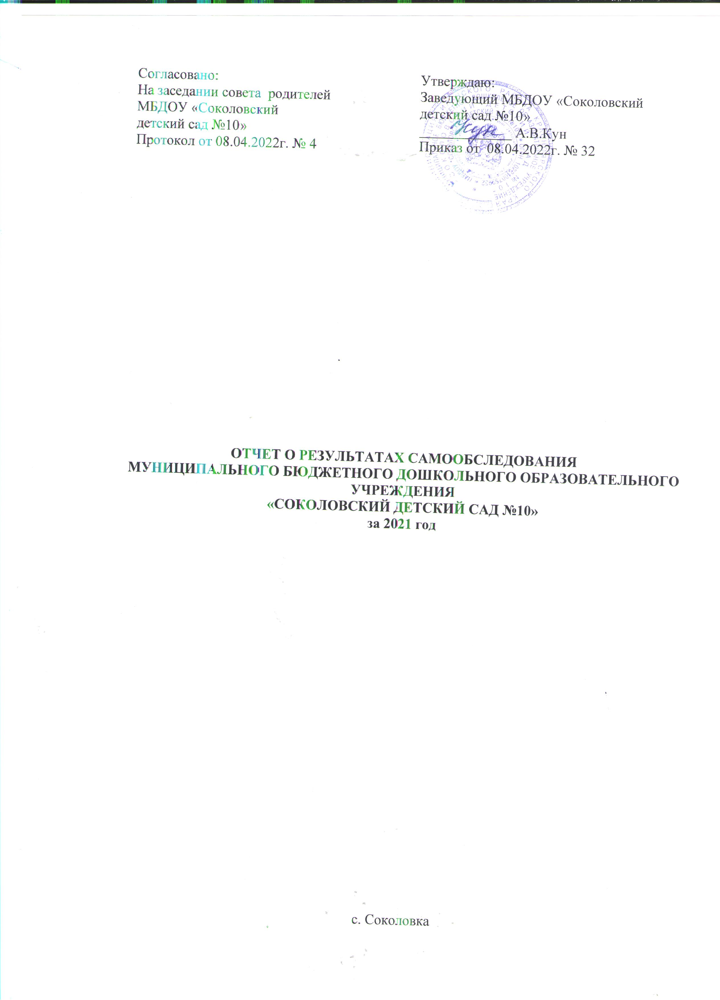 Согласовано:
На заседании совета родителей
МБДОУ «Соколовский
детский сад №10»
Протокол от 08.04.2022г. № 4
Утверждаю:
Заведующий МБДОУ «Соколовский
детский сад №10»
А.В.Кун
Приказ от 08.04.2022г. № 32
ОТЧЕТ О РЕЗУЛЬТАТАХ САМООБСЛЕДОВАНИЯ
МУНИЦИПАЛЬНОГО БЮДЖЕТНОГО ДОШКОЛЬНОГО ОБРАЗОВАТЕЛЬНОГО
УЧРЕЖДЕНИЯ
«СОКОЛОВСКИЙ ДЕТСКИЙ САД №10»
за 2021 год
с. Соколовка